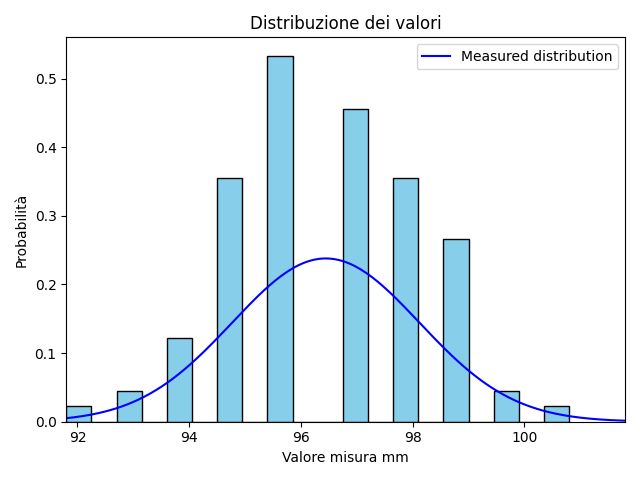 Distribuzione dei valori
Measured distribution
0.5
0.4
0.3
0.2
0.1
0.0
Probabilità
92 94 96 98 100
Valore misura mm